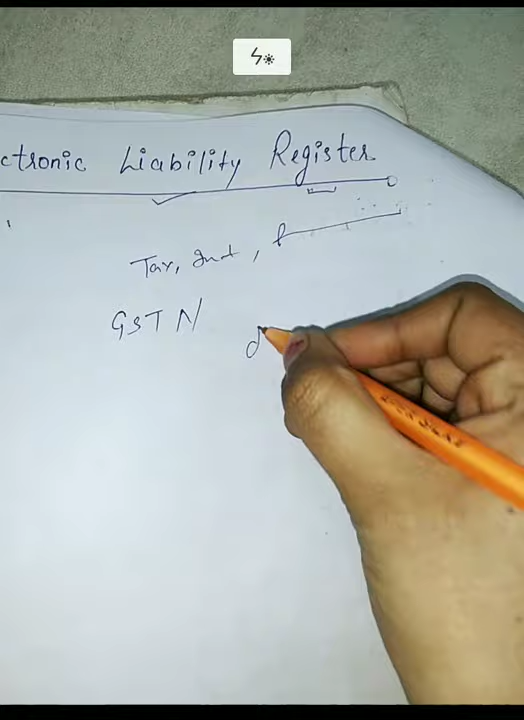 ctronic Liability Register
Tax, Int,
GSTN d